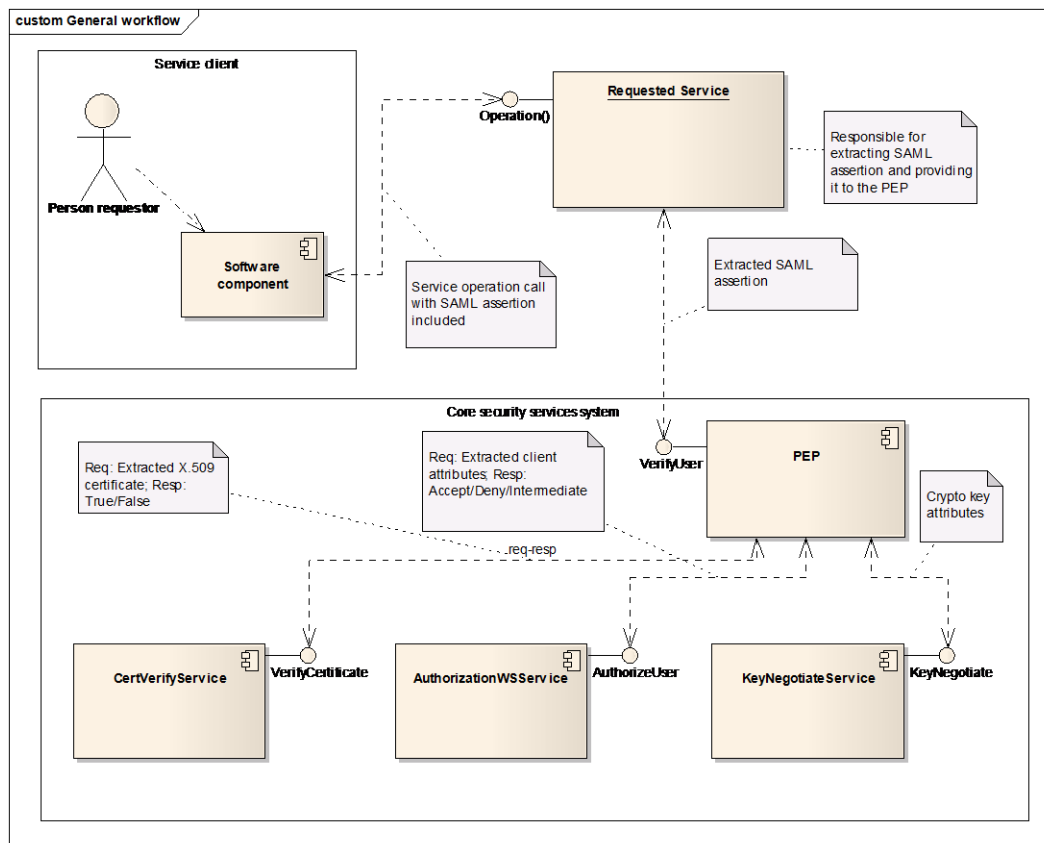 custom General workflow
Service client
Requested Service
Operation()
Responsible for
extracting SAML
assertion and providing
it to the PEP
Person requestor
Software
component
Service operation call
with SAML assertion
included
Extracted SAML
assertion
Core security services system
Req: Extracted X.509
certificate; Resp:
True/False
Req: Extracted client
attributes; Resp:
Accept/Deny/Intermediate
VerifyUser
PEP
Crypto key
attributes
req-resp
CertVerifyService
VerifyCertificate
AuthorizationWSService
AuthorizeUser
KeyNegotiateService
KeyNegotiate